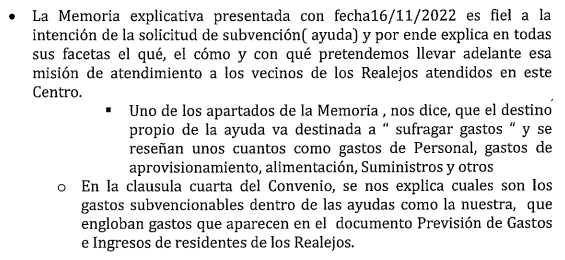 • La Memoria explicativa presentada con fecha16/11/2022 es fiel a la
intención de la solicitud de subvención( ayuda) y por ende explica en todas
sus facetas el qué, el cómo y con qué pretendemos llevar adelante esa
misión de atendimiento a los vecinos de los Realejos atendidos en este
Centro.
▪ Uno de los apartados de la Memoria , nos dice, que el destino
propio de la ayuda va destinada a “ sufragar gastos “ y se
reseñan unos cuantos como gastos de Personal, gastos de
aprovisionamiento, alimentación, Suministros y otros
o En la clausula cuarta del Convenio, se nos explica cuales son los
gastos subvencionables dentro de las ayudas como la nuestra, que
engloban gastos que aparecen en el documento Previsión de Gastos
e Ingresos de residentes de los Realejos.